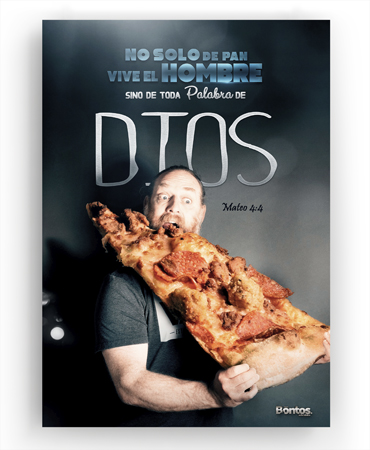 NO SOLO DE PAN
VIVE EL HOMBRE
SINO DE TODA Palabra DE
DIOS
Mateo 4:4
Bontos.